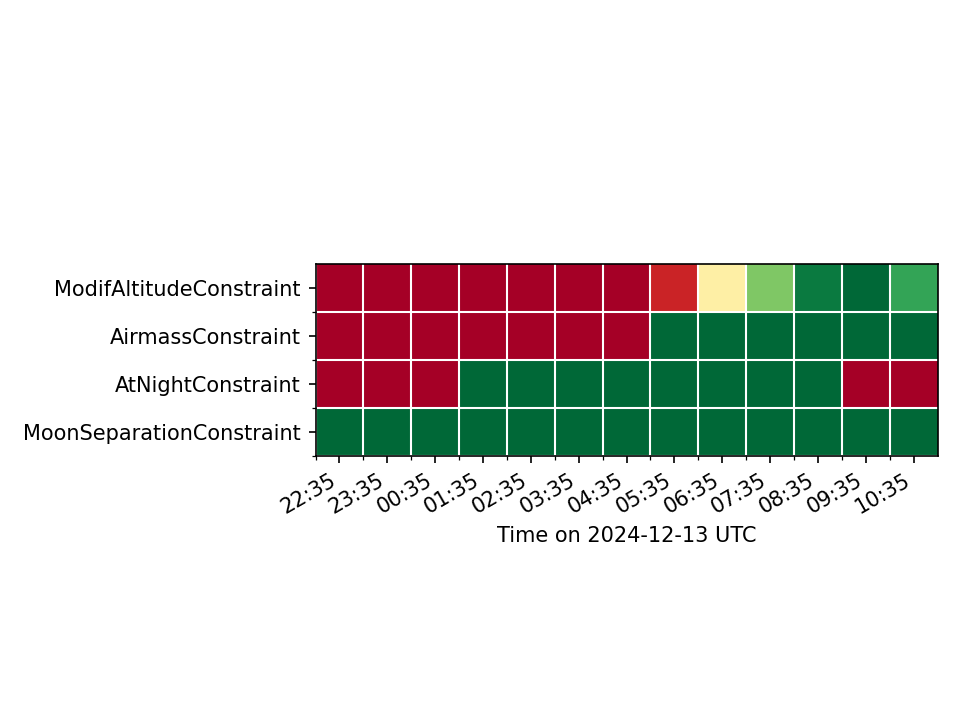 ModifAltitudeConstraint
AirmassConstraint
AtNightConstraint
MoonSeparationConstraint
22:35 23:35 00:35 01:35 02:35 03:35 04:35 05:35 06:35 07:35 08:35 09:35 10:35
Time on 2024-12-13 UTC